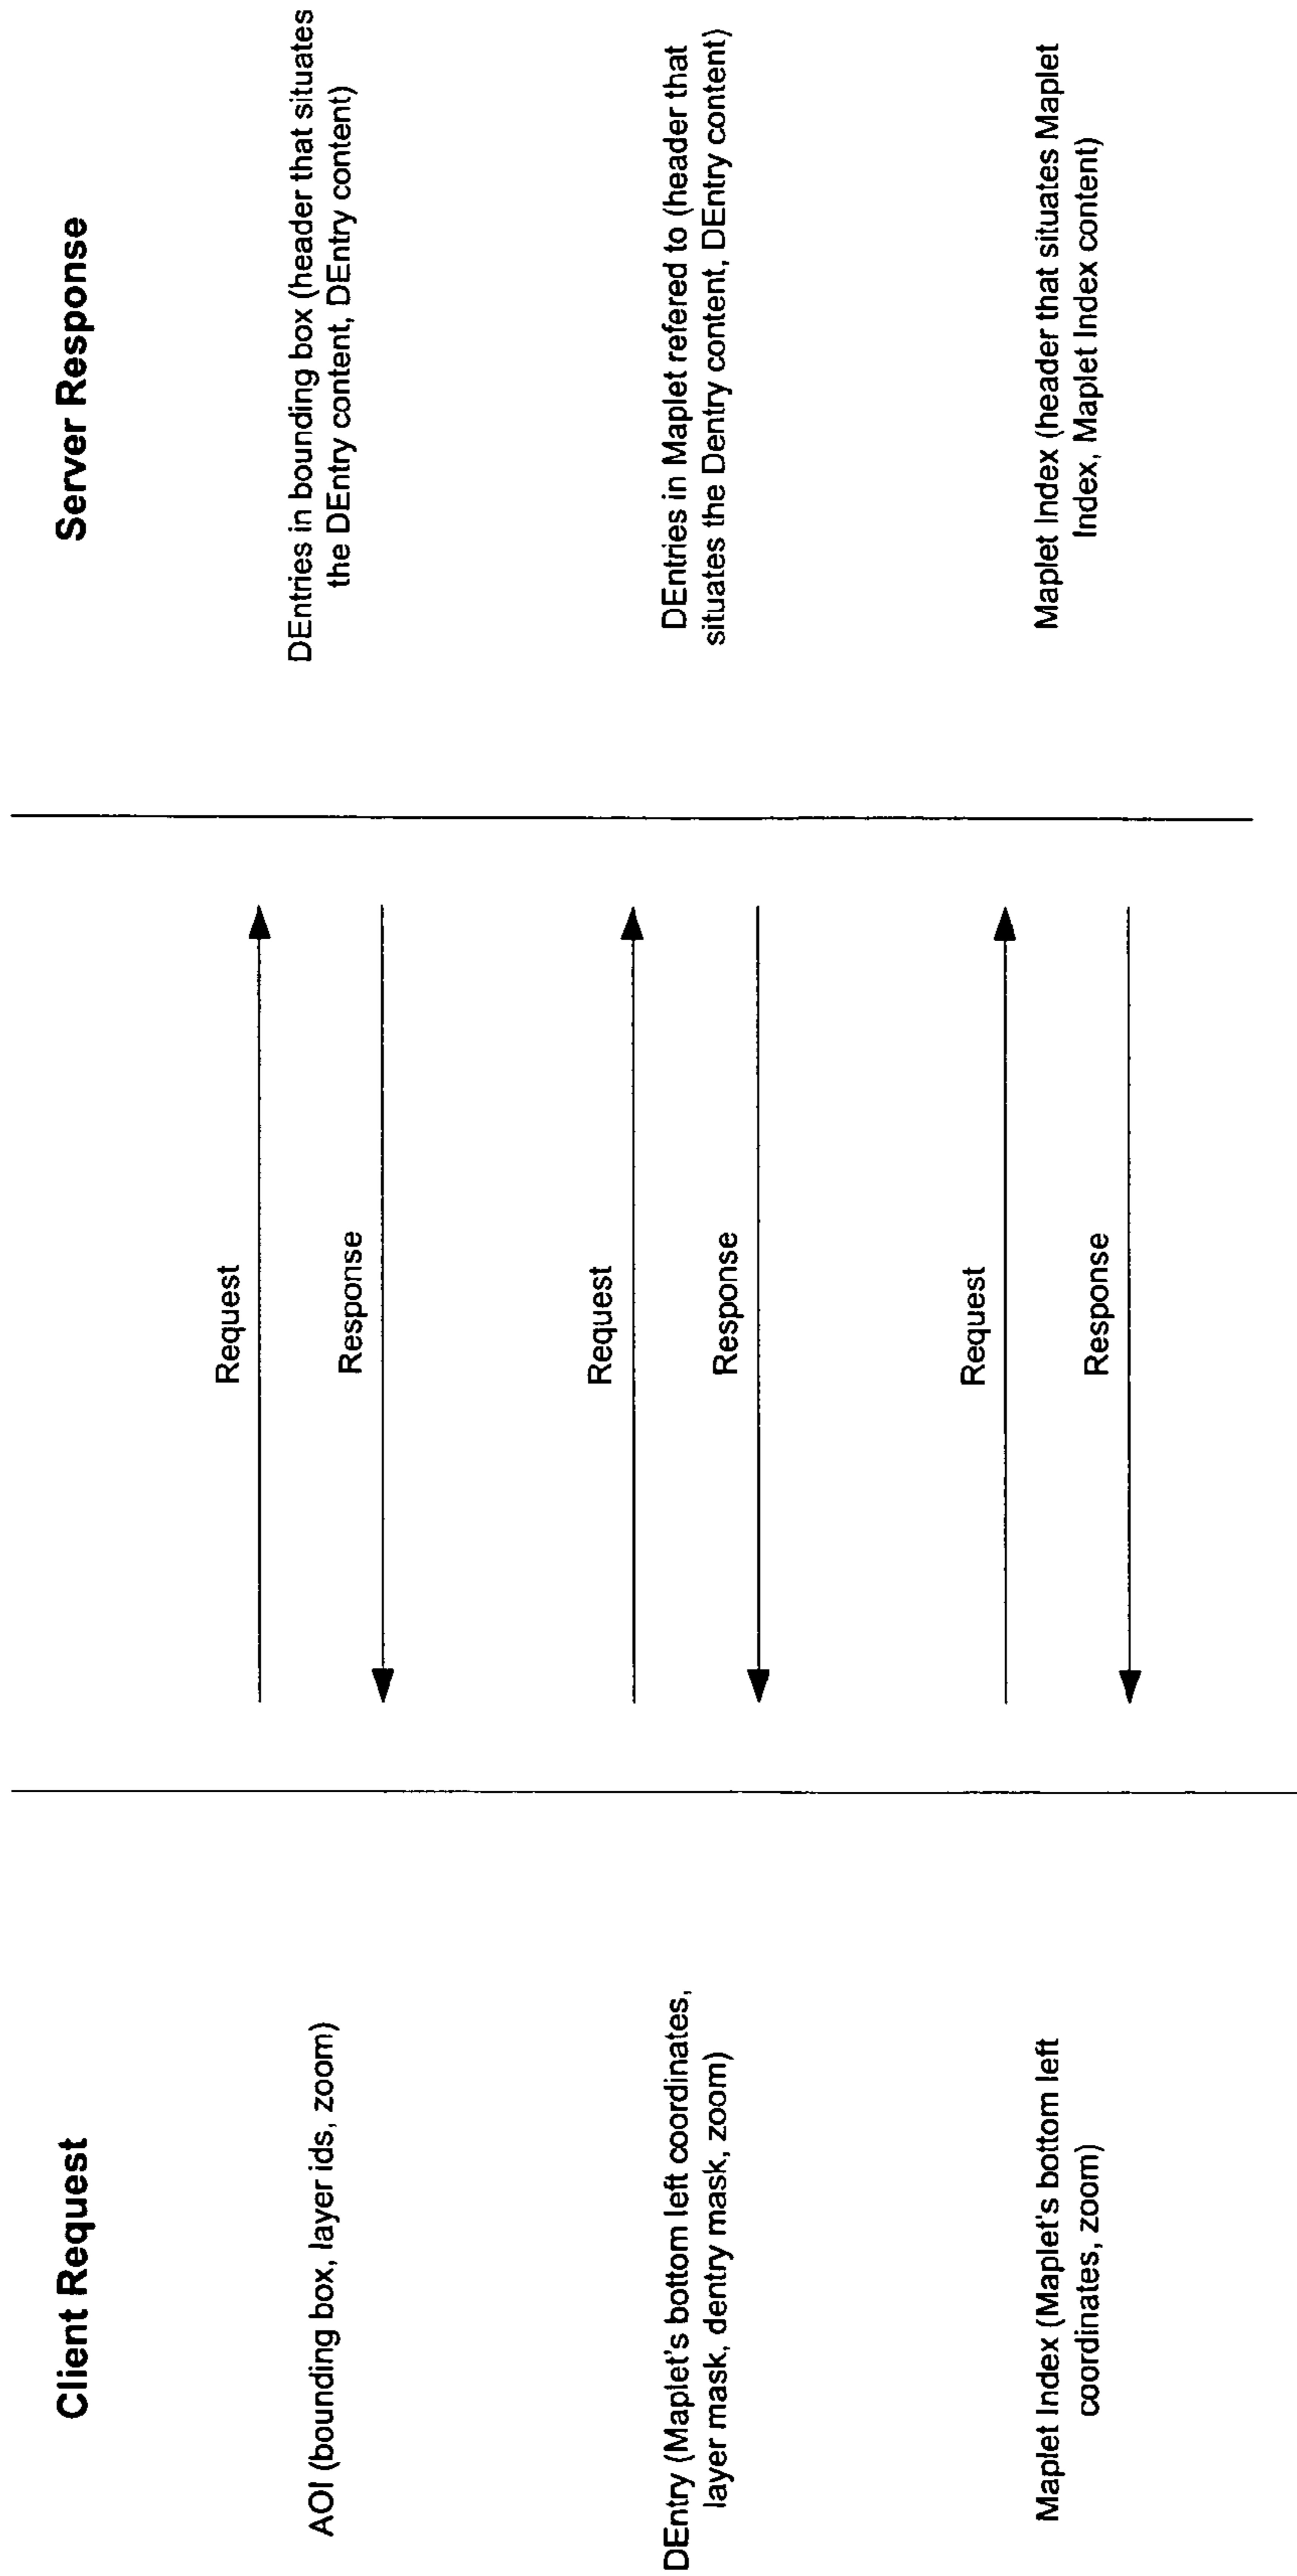 Client Request
Server Response
AOI (bounding box, layer ids, zoom)
Request
Response
DEntries in bounding box (header that situates
the DEntry content, DEntry content)
DEntry (Maplet's bottom left coordinates,
layer mask, dentry mask, zoom)
Request
Response
DEntries in Maplet refered to (header that
situates the Dentry content, DEntry content)
Maplet Index (Maplet's bottom left
coordinates, zoom)
Request
Response
Maplet Index (header that situates Maplet
Index, Maplet Index content)